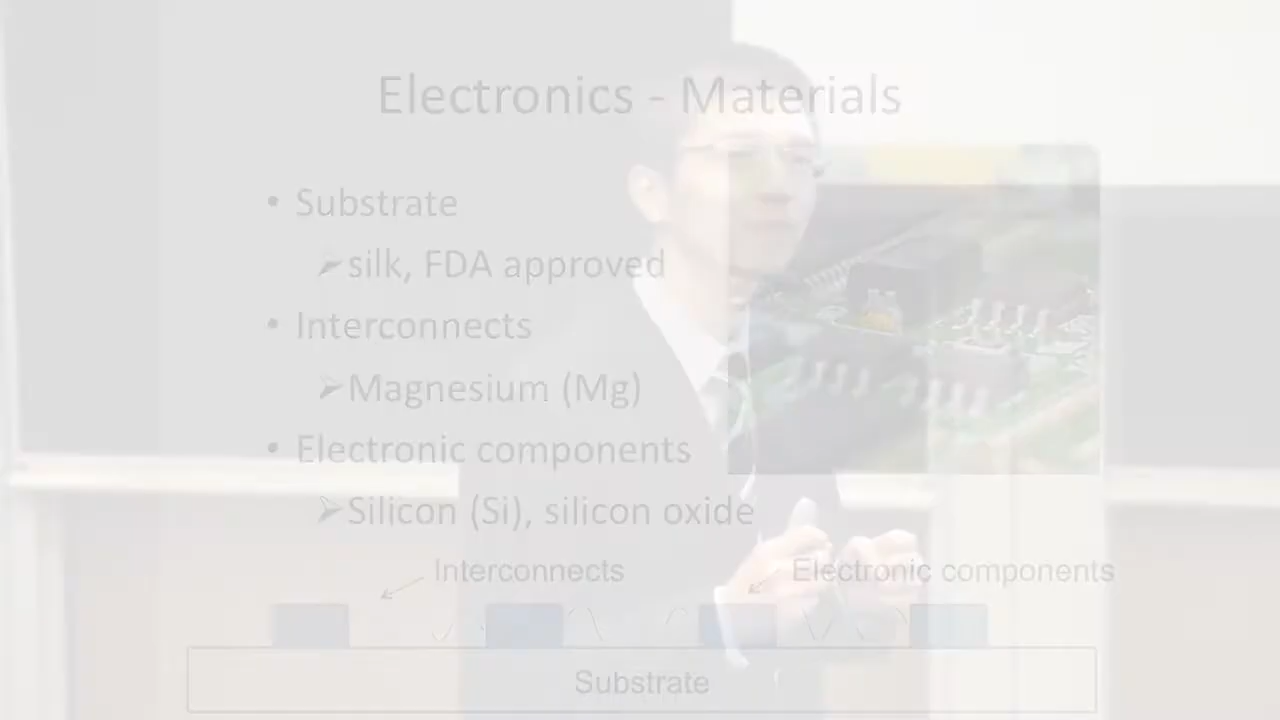 Electronics - Materials
• Substrate
➢silk, FDA approved
• Interconnects
➢Magnesium (Mg)
• Electronic components
➢Silicon (Si), silicon oxide
Interconnects
Electronic components
Substrate